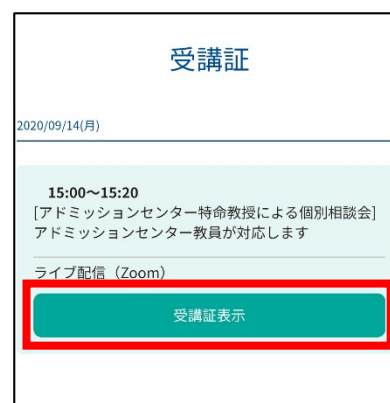 受講証
2020/09/14(月)
15:00～15:20
[アドミッションセンター特命教授による個別相談会]
アドミッションセンター教員が対応します
ライブ配信（Zoom）
受講証表示